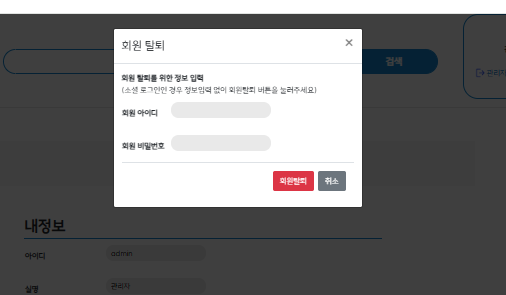 회원 탈퇴
×
회원 탈퇴를 위한 정보 입력
(소셜 로그인인 경우 정보입력 없이 회원탈퇴 버튼을 눌러주세요)
회원 아이디
회원 비밀번호
회원탈퇴 취소
검색
관리자
내정보
아이디 admin
실명 관리자